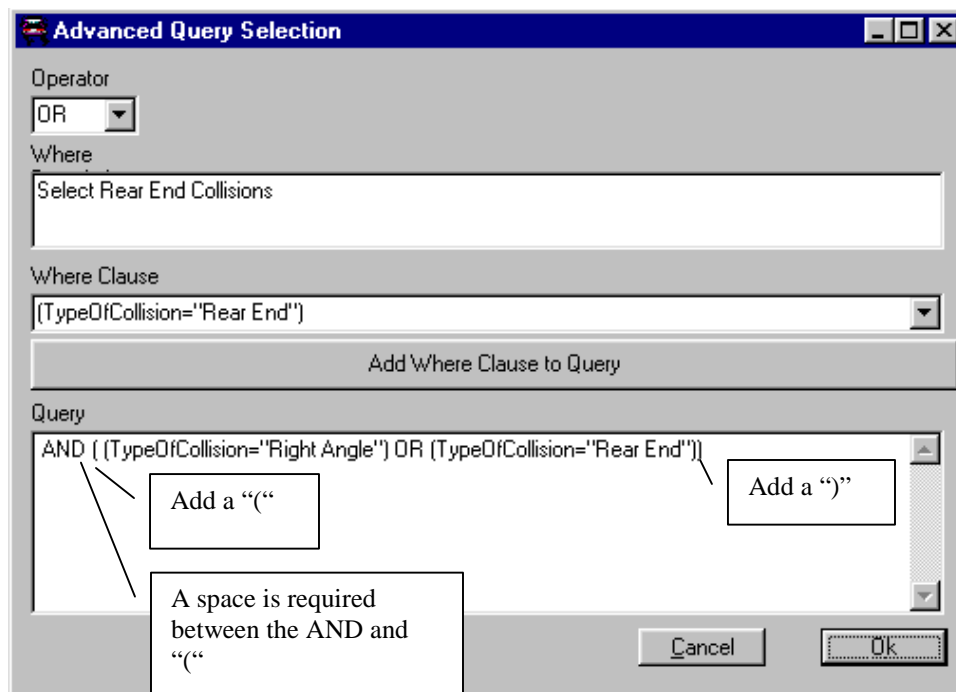 Advanced Query Selection
Operator
OR
Where
Select Rear End Collisions
Where Clause
(TypeOfCollision="Rear End")
Add Where Clause to Query
Query
AND ( (TypeOfCollision="Right Angle") OR (TypeOfCollision="Rear End"))
Add a “(“
Add a “)”
A space is required
between the AND and
“(“
Cancel
Ok